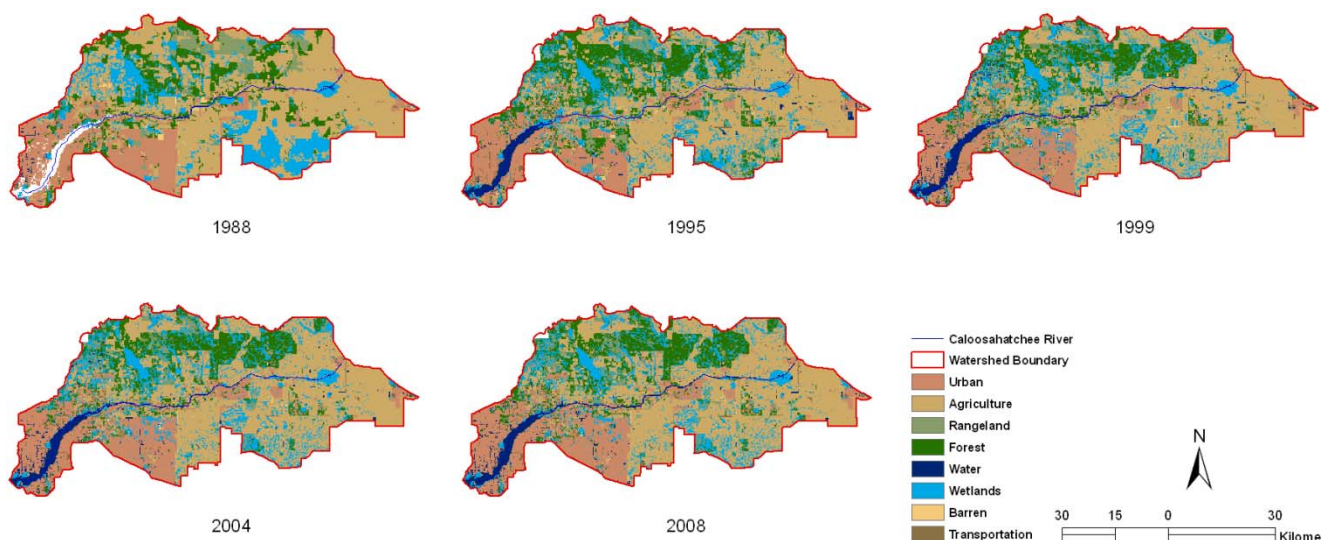 1988
1995
1999
2004
2008
Caloosahatchee River
Watershed Boundary
Urban
Agriculture
Rangeland
Forest
Water
Wetlands
Barren
Transportation
N
30 15 0 30
Kilome